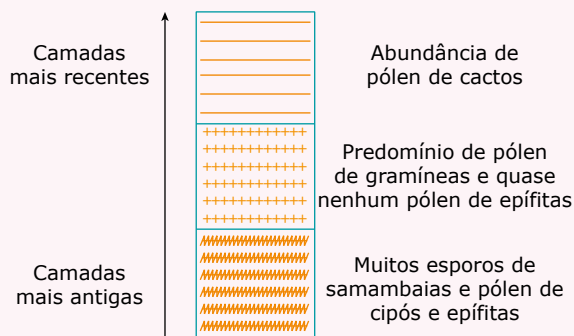 Camadas
mais recentes
Abundância de
pólen de cactos
Predomínio de pólen
de gramíneas e quase
nenhum pólen de epífitas
Camadas
mais antigas
Muitos esporos de
samambaias e pólen de
cipós e epífitas